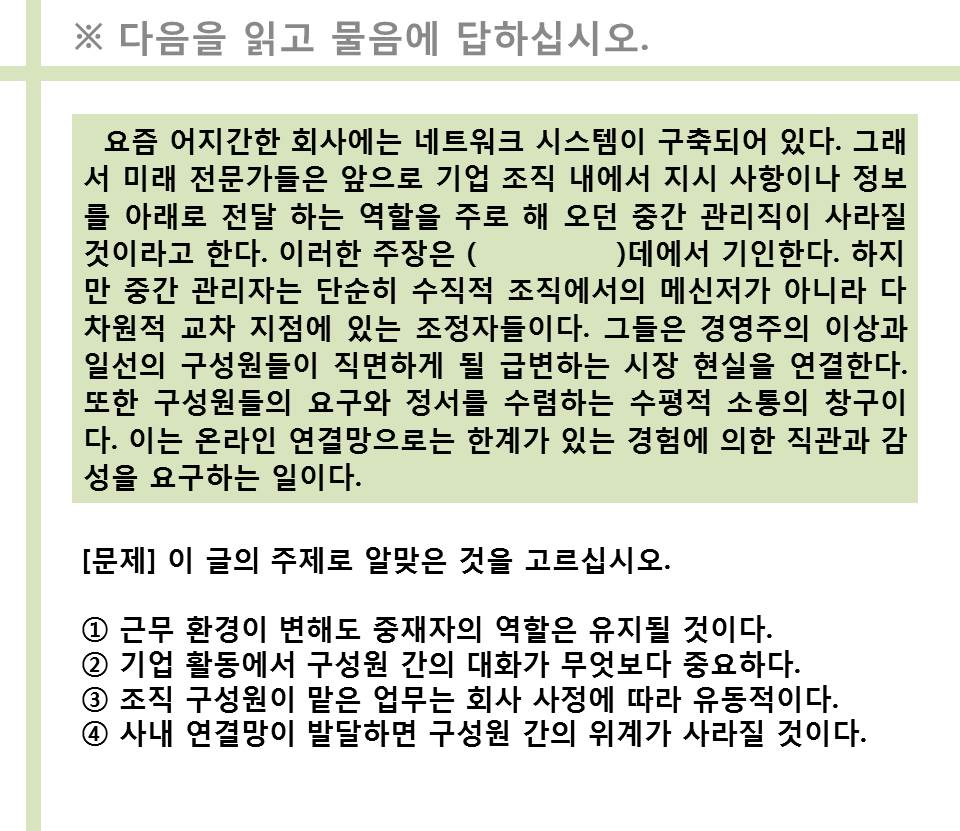 ※ 다음을 읽고 물음에 답하십시오.
요즘 어지간한 회사에는 네트워크 시스템이 구축되어 있다. 그래
서 미래 전문가들은 앞으로 기업 조직 내에서 지시 사항이나 정보
를 아래로 전달 하는 역할을 주로 해 오던 중간 관리직이 사라질
것이라고 한다. 이러한 주장은 (                )데에서 기인한다. 하지
만 중간 관리자는 단순히 수직적 조직에서의 메신저가 아니라 다
차원적 교차 지점에 있는 조정자들이다. 그들은 경영주의 이상과
일선의 구성원들이 직면하게 될 급변하는 시장 현실을 연결한다.
또한 구성원들의 요구와 정서를 수렴하는 수평적 소통의 창구이
다. 이는 온라인 연결망으로는 한계가 있는 경험에 의한 직관과 감
성을 요구하는 일이다.
[문제] 이 글의 주제로 알맞은 것을 고르십시오.
① 근무 환경이 변해도 중재자의 역할은 유지될 것이다.
② 기업 활동에서 구성원 간의 대화가 무엇보다 중요하다.
③ 조직 구성원이 맡은 업무는 회사 사정에 따라 유동적이다.
④ 사내 연결망이 발달하면 구성원 간의 위계가 사라질 것이다.